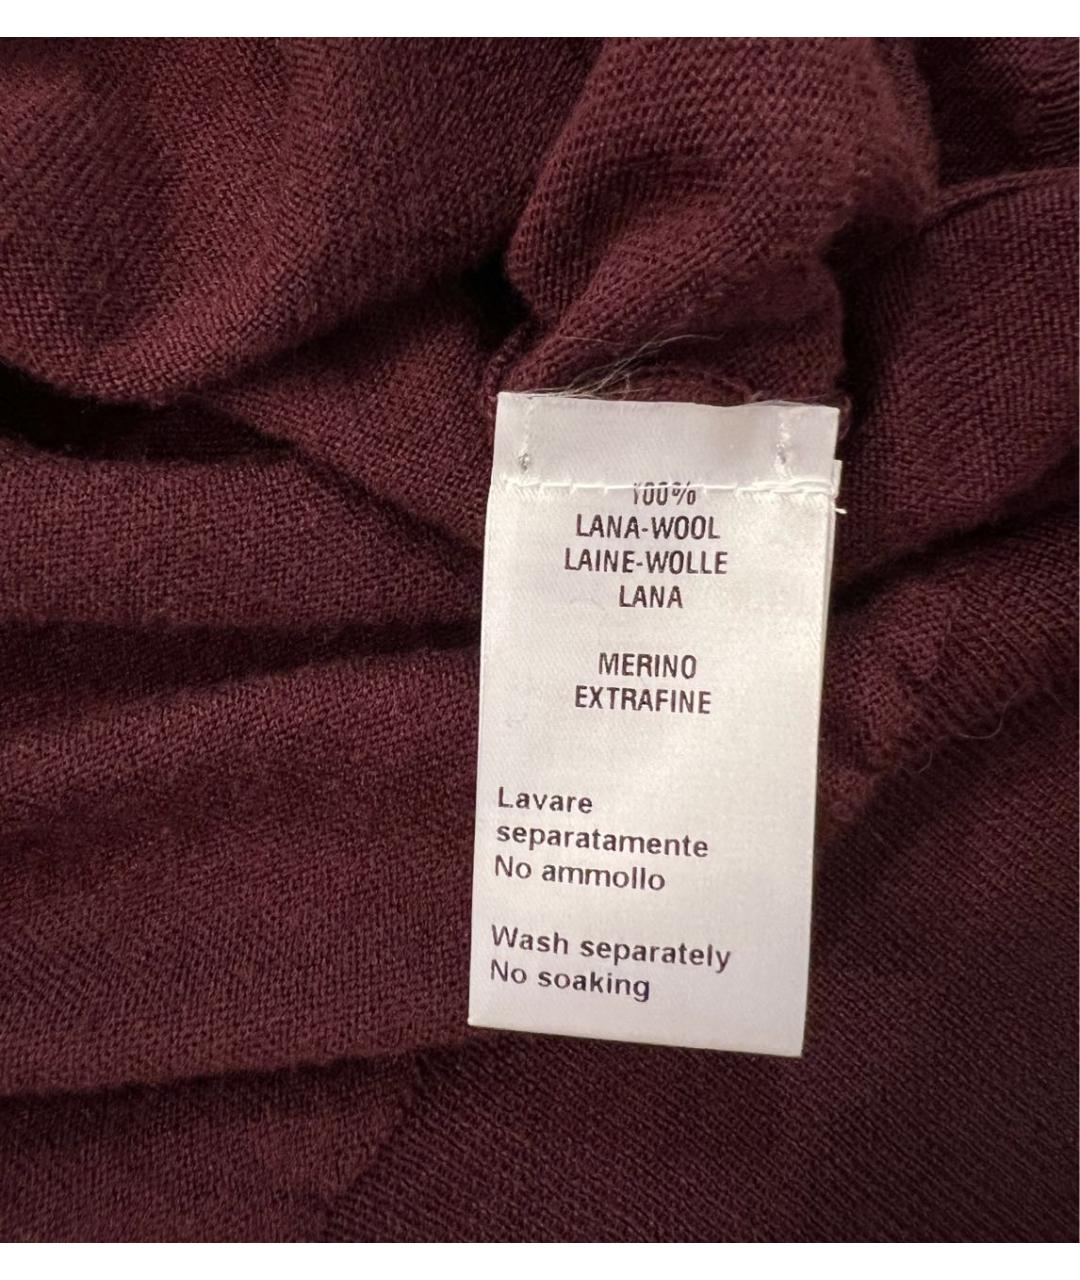 100%
LANA-WOOL
LAINE-WOLLE
LANA
MERINO
EXTRAFINE
Lavare
separatamente
No ammollo
Wash separately
No soaking